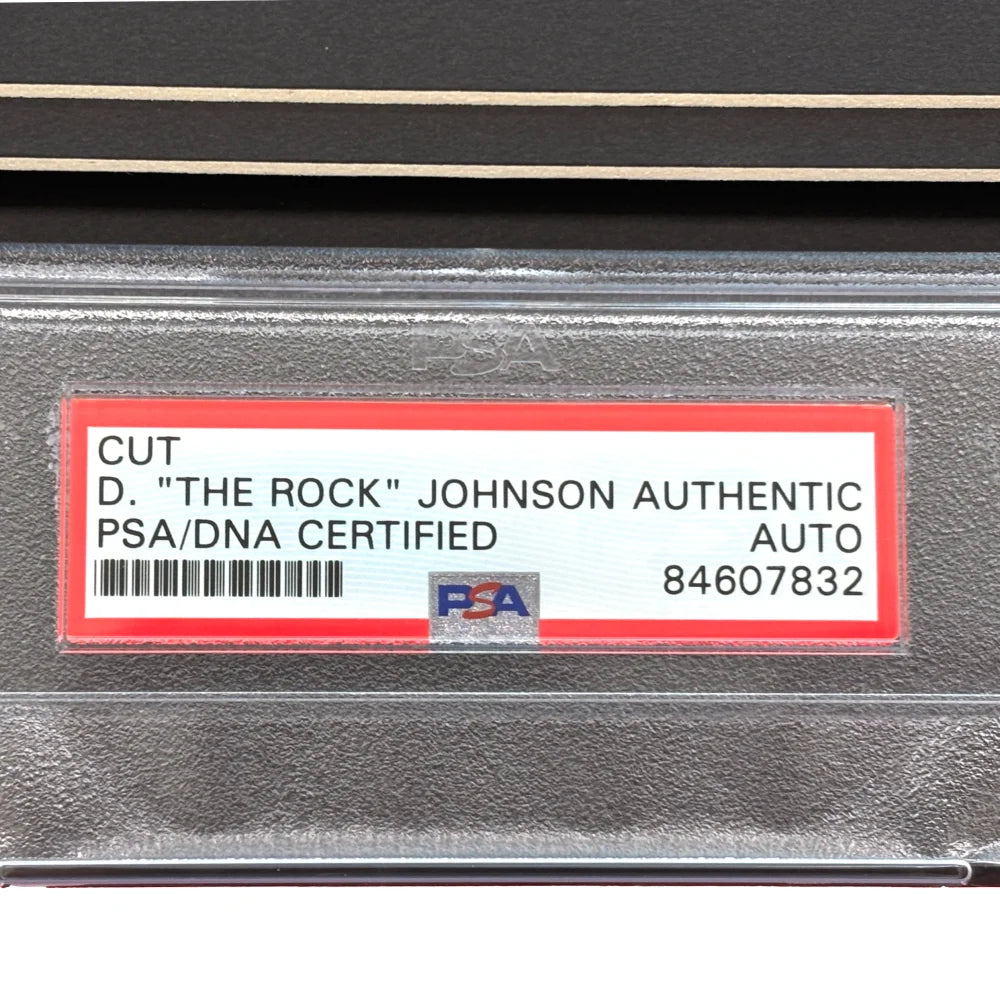 PSA
CUT
D. "THE ROCK" JOHNSON AUTHENTIC
PSA/DNA CERTIFIED AUTO
84607832
PSA